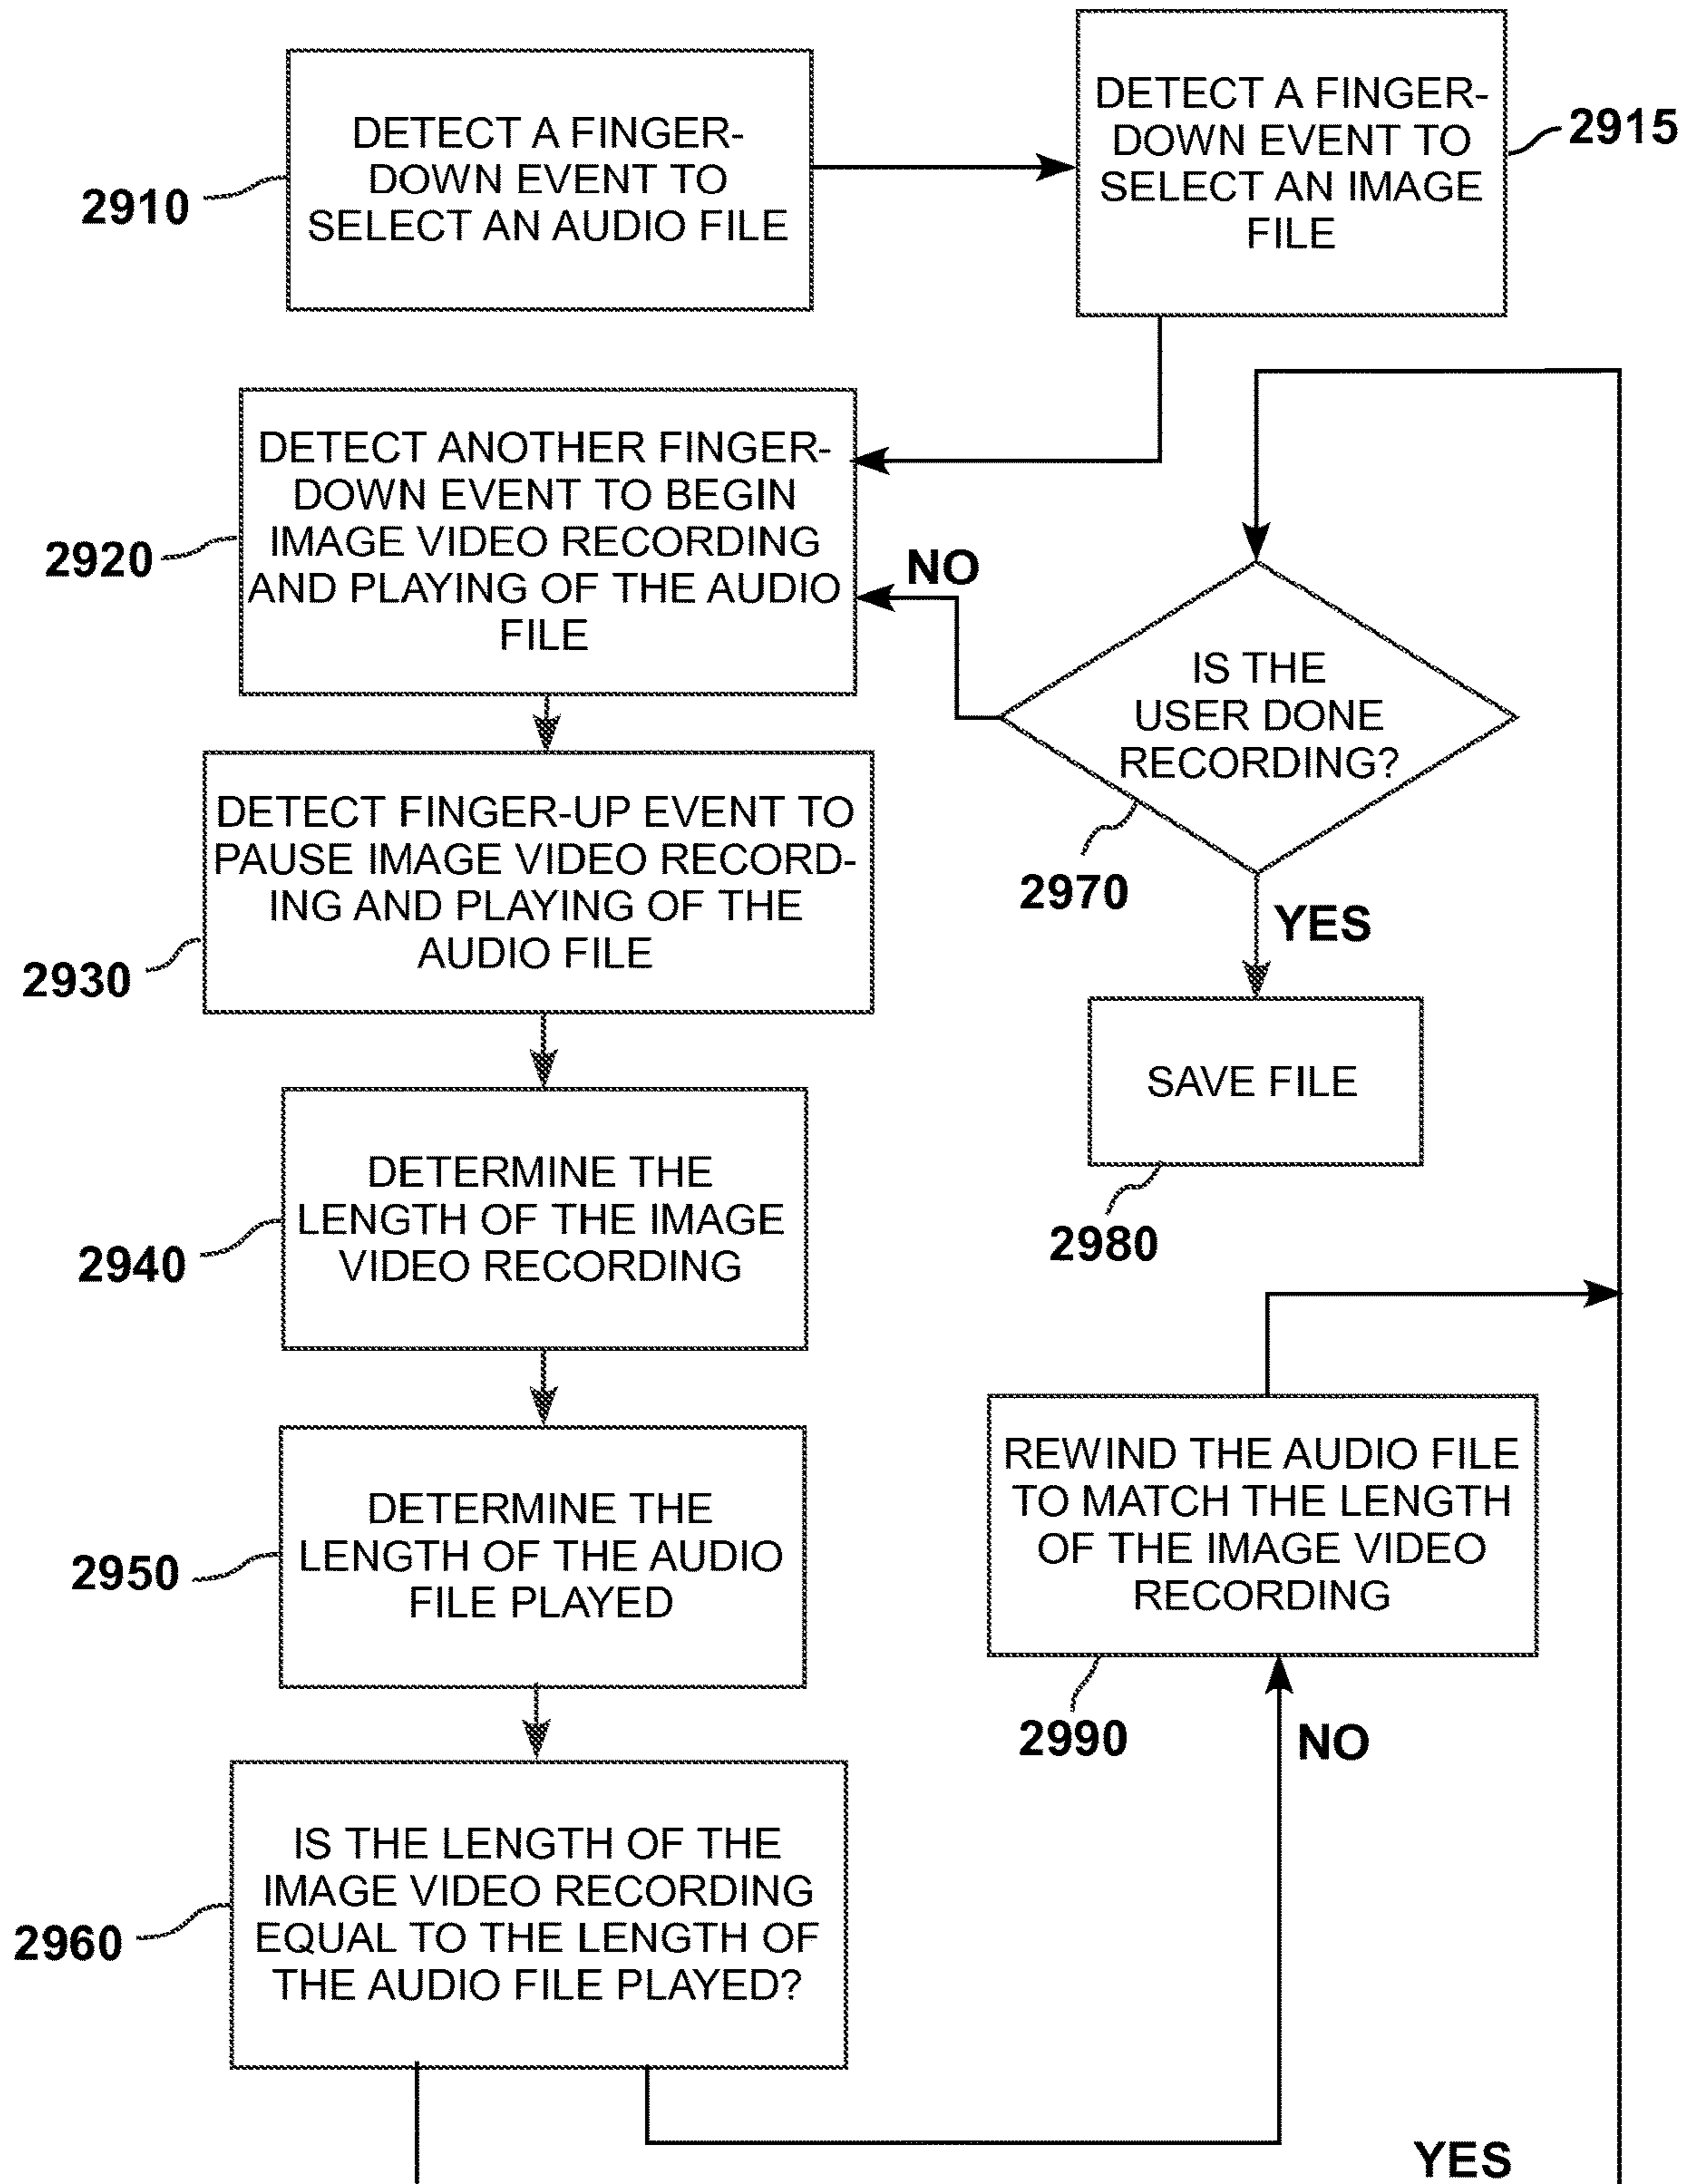 DETECT A FINGER-
DOWN EVENT TO
SELECT AN AUDIO FILE
2910
DETECT A FINGER-
DOWN EVENT TO
SELECT AN IMAGE
FILE
2915
DETECT ANOTHER FINGER-
DOWN EVENT TO BEGIN
IMAGE VIDEO RECORDING
AND PLAYING OF THE AUDIO
FILE
2920
NO
IS THE
USER DONE
RECORDING?
2970
YES
DETECT FINGER-UP EVENT TO
PAUSE IMAGE VIDEO RECORD-
ING AND PLAYING OF THE
AUDIO FILE
2930
SAVE FILE
2980
DETERMINE THE
LENGTH OF THE IMAGE
VIDEO RECORDING
2940
DETERMINE THE
LENGTH OF THE AUDIO
FILE PLAYED
2950
REWIND THE AUDIO FILE
TO MATCH THE LENGTH
OF THE IMAGE VIDEO
RECORDING
2990
NO
IS THE LENGTH OF THE
IMAGE VIDEO RECORDING
EQUAL TO THE LENGTH OF
THE AUDIO FILE PLAYED?
2960
YES